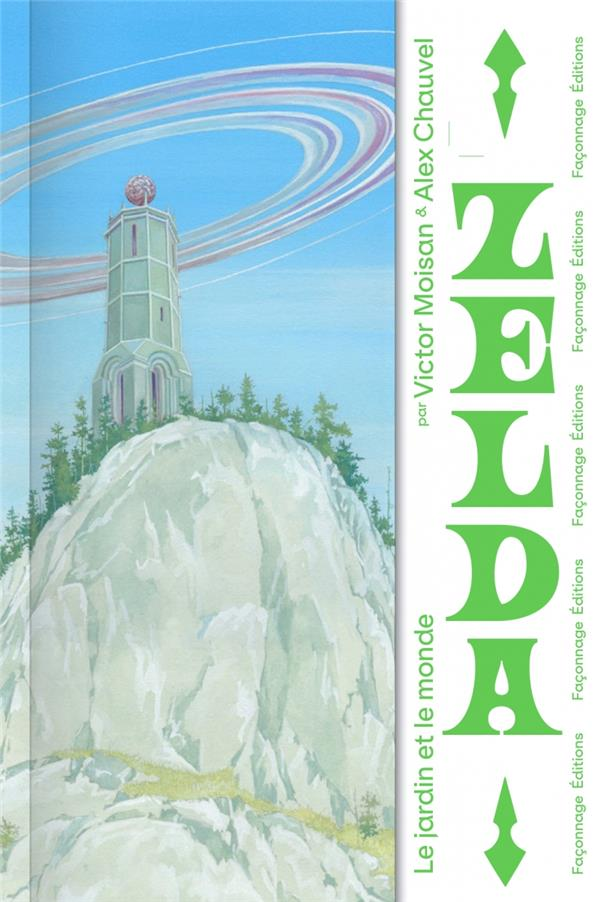 Le jardin et le monde
par Victor Moisan & Alex Chauvel
ZELDA
Façonnage Éditions
Façonnage Éditions
Façonnage Éditions
Façonnage Éditions
Façonnage Éditions